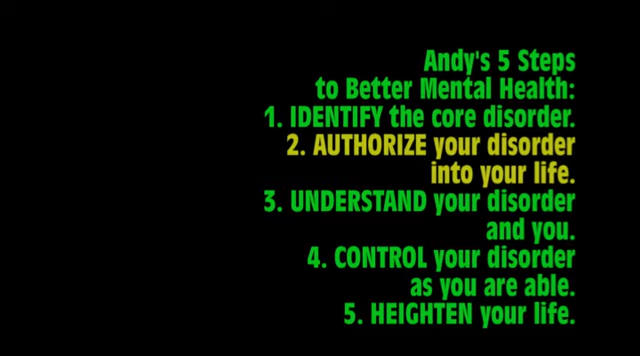 Andy's 5 Steps
to Better Mental Health:
1. IDENTIFY the core disorder.
2. AUTHORIZE your disorder
into your life.
3. UNDERSTAND your disorder
and you.
4. CONTROL your disorder
as you are able.
5. HEIGHTEN your life.